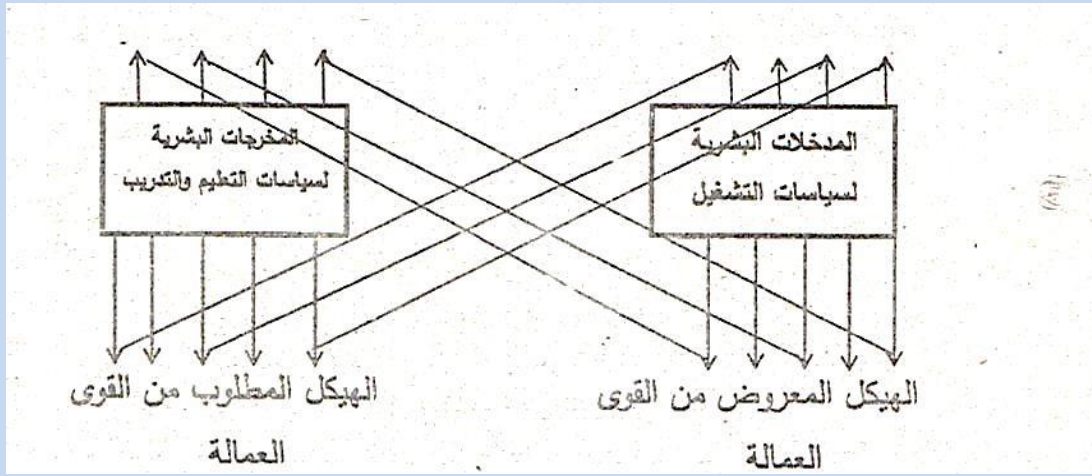 المدخلات البشرية
لسياسات التشغيل
المخرجات البشرية
لسياسات التعليم والتدريب
الهيكل المعروض من القوى
العمالة
الهيكل المطلوب من القوى
العمالة